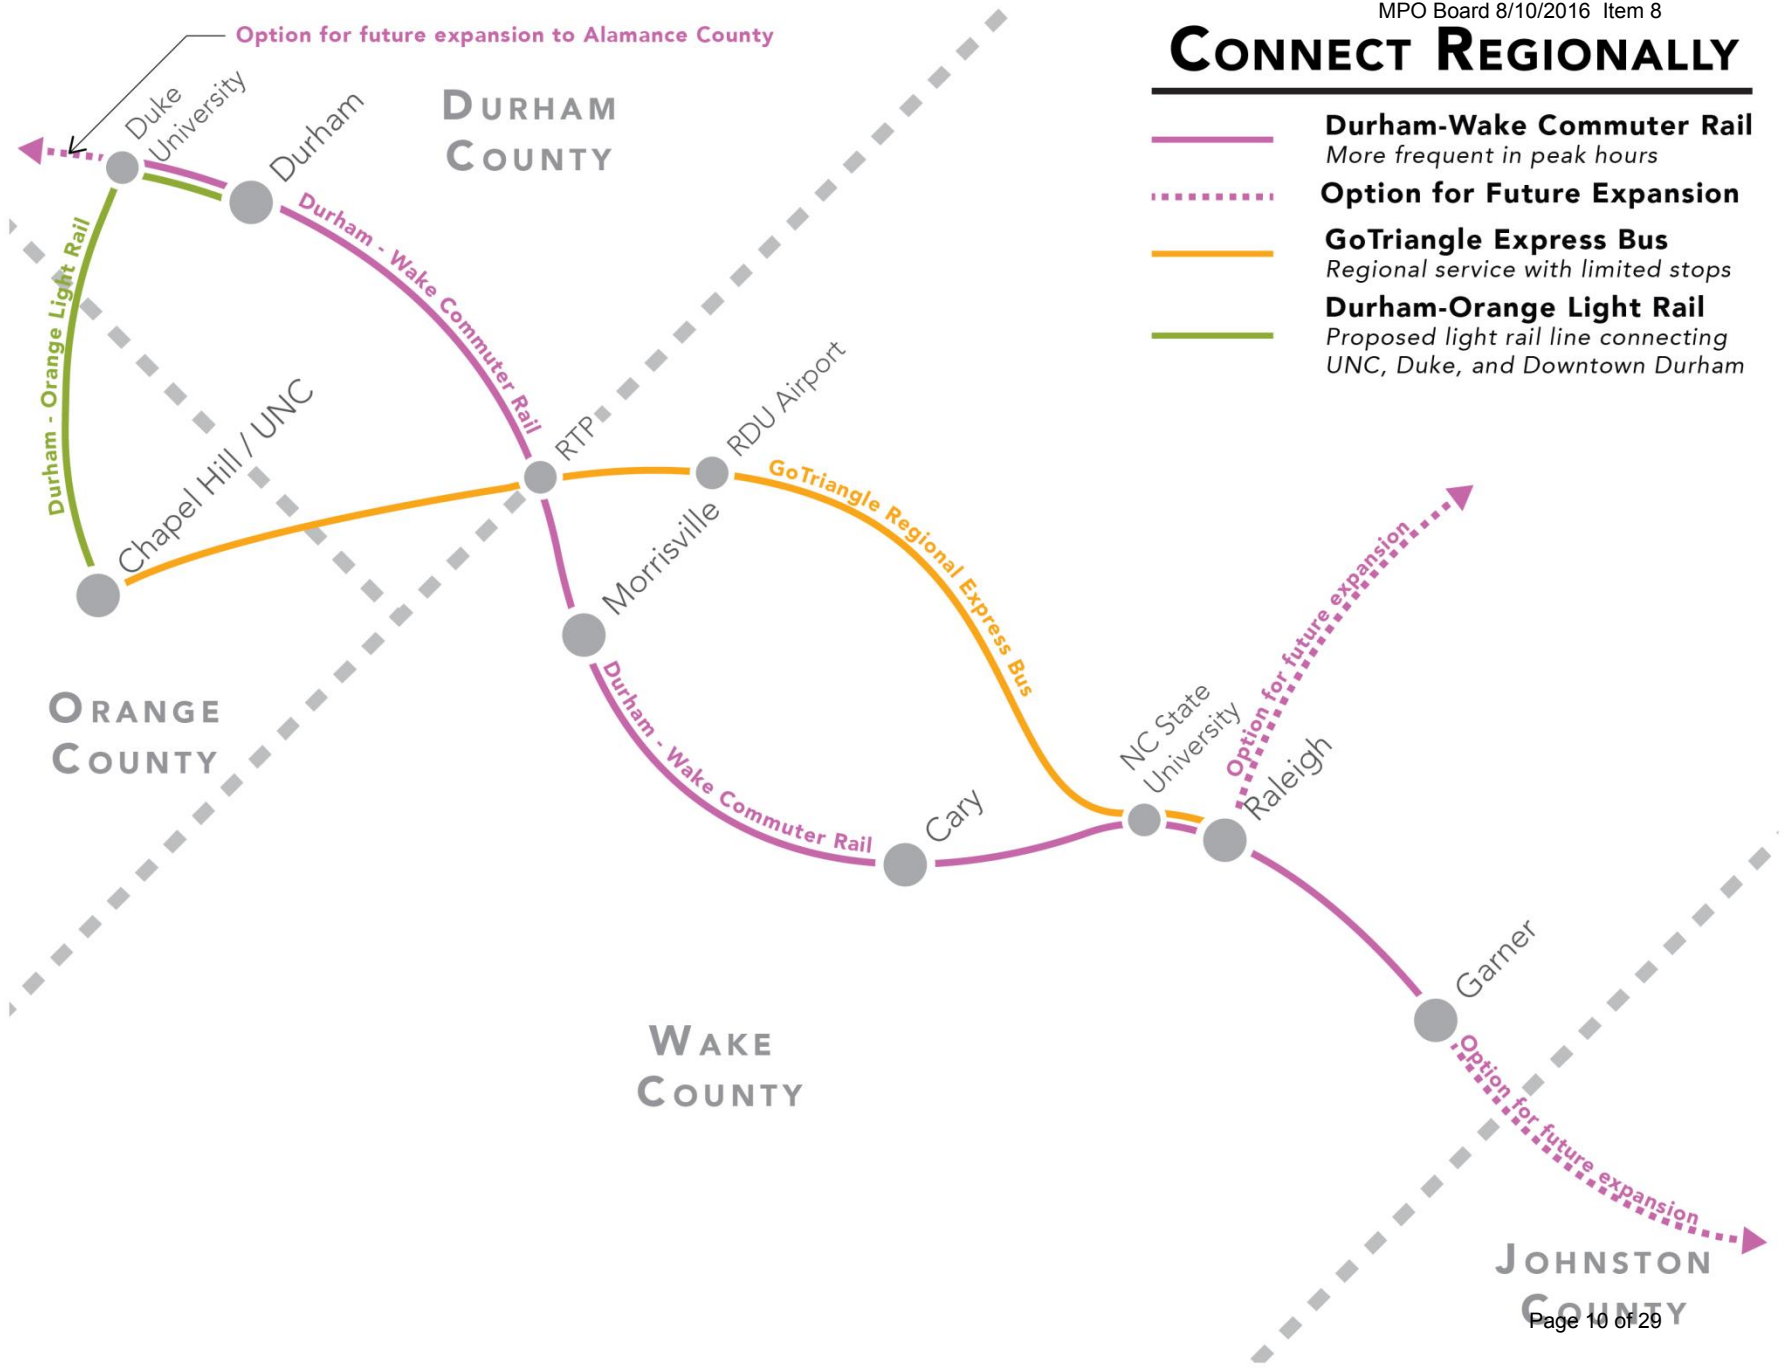 MPO Board 8/10/2016 Item 8
CONNECT REGIONALLY
Durham-Wake Commuter Rail
More frequent in peak hours
Option for Future Expansion
GoTriangle Express Bus
Regional service with limited stops
Durham-Orange Light Rail
Proposed light rail line connecting
UNC, Duke, and Downtown Durham
Option for future expansion to Alamance County
Duke
University
Durham
DURHAM
COUNTY
Durham - Wake Commuter Rail
Durham - Orange Light Rail
Chapel Hill / UNC
RTP
RDU Airport
GoTriangle Regional Express Bus
Morrisville
ORANGE
COUNTY
Durham - Wake Commuter Rail
Cary
NC State
University
Option for future expansion
Raleigh
Garner
WAKE
COUNTY
Option for future expansion
JOHNSTON
COUNTY
Page 10 of 29